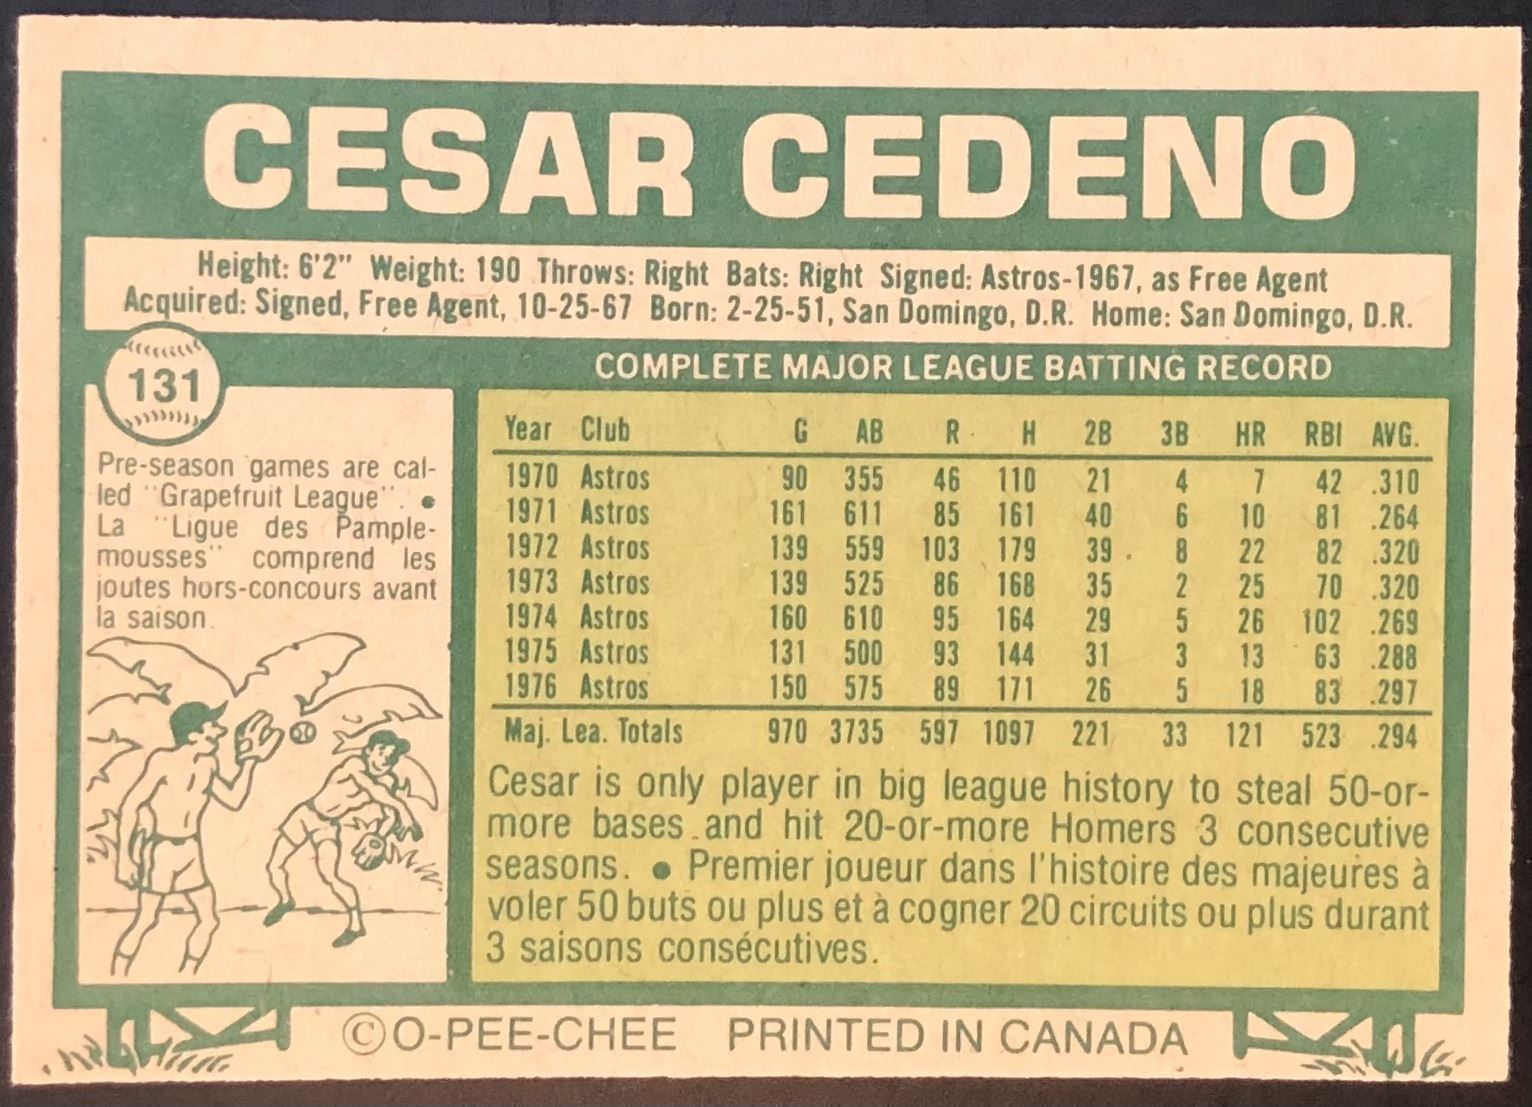 CESAR CEDENO
Height: 6'2" Weight: 190 Throws: Right Bats: Right Signed: Astros-1967, as Free Agent
Acquired: Signed, Free Agent, 10-25-67 Born: 2-25-51, San Domingo, D.R. Home: San Domingo, D.R.
131
Pre-season games are cal-
led "Grapefruit League". •
La "Ligue des Pample-
mousses" comprend les
joutes hors-concours avant
la saison.
COMPLETE MAJOR LEAGUE BATTING RECORD
Year Club G AB R H 2B 3B HR RBI AVG.
1970 Astros 90 355 46 110 21 4 7 42 .310
1971 Astros 161 611 85 161 40 6 10 81 .264
1972 Astros 139 559 103 179 39 8 22 82 .320
1973 Astros 139 525 86 168 35 2 25 70 .320
1974 Astros 160 610 95 164 29 5 26 102 .269
1975 Astros 131 500 93 144 31 3 13 63 .288
1976 Astros 150 575 89 171 26 5 18 83 .297
Maj. Lea. Totals 970 3735 597 1097 221 33 121 523 .294
Cesar is only player in big league history to steal 50-or-
more bases and hit 20-or-more Homers 3 consecutive
seasons. • Premier joueur dans l'histoire des majeures à
voler 50 buts ou plus et à cogner 20 circuits ou plus durant
3 saisons consécutives.
©O-PEE-CHEE PRINTED IN CANADA